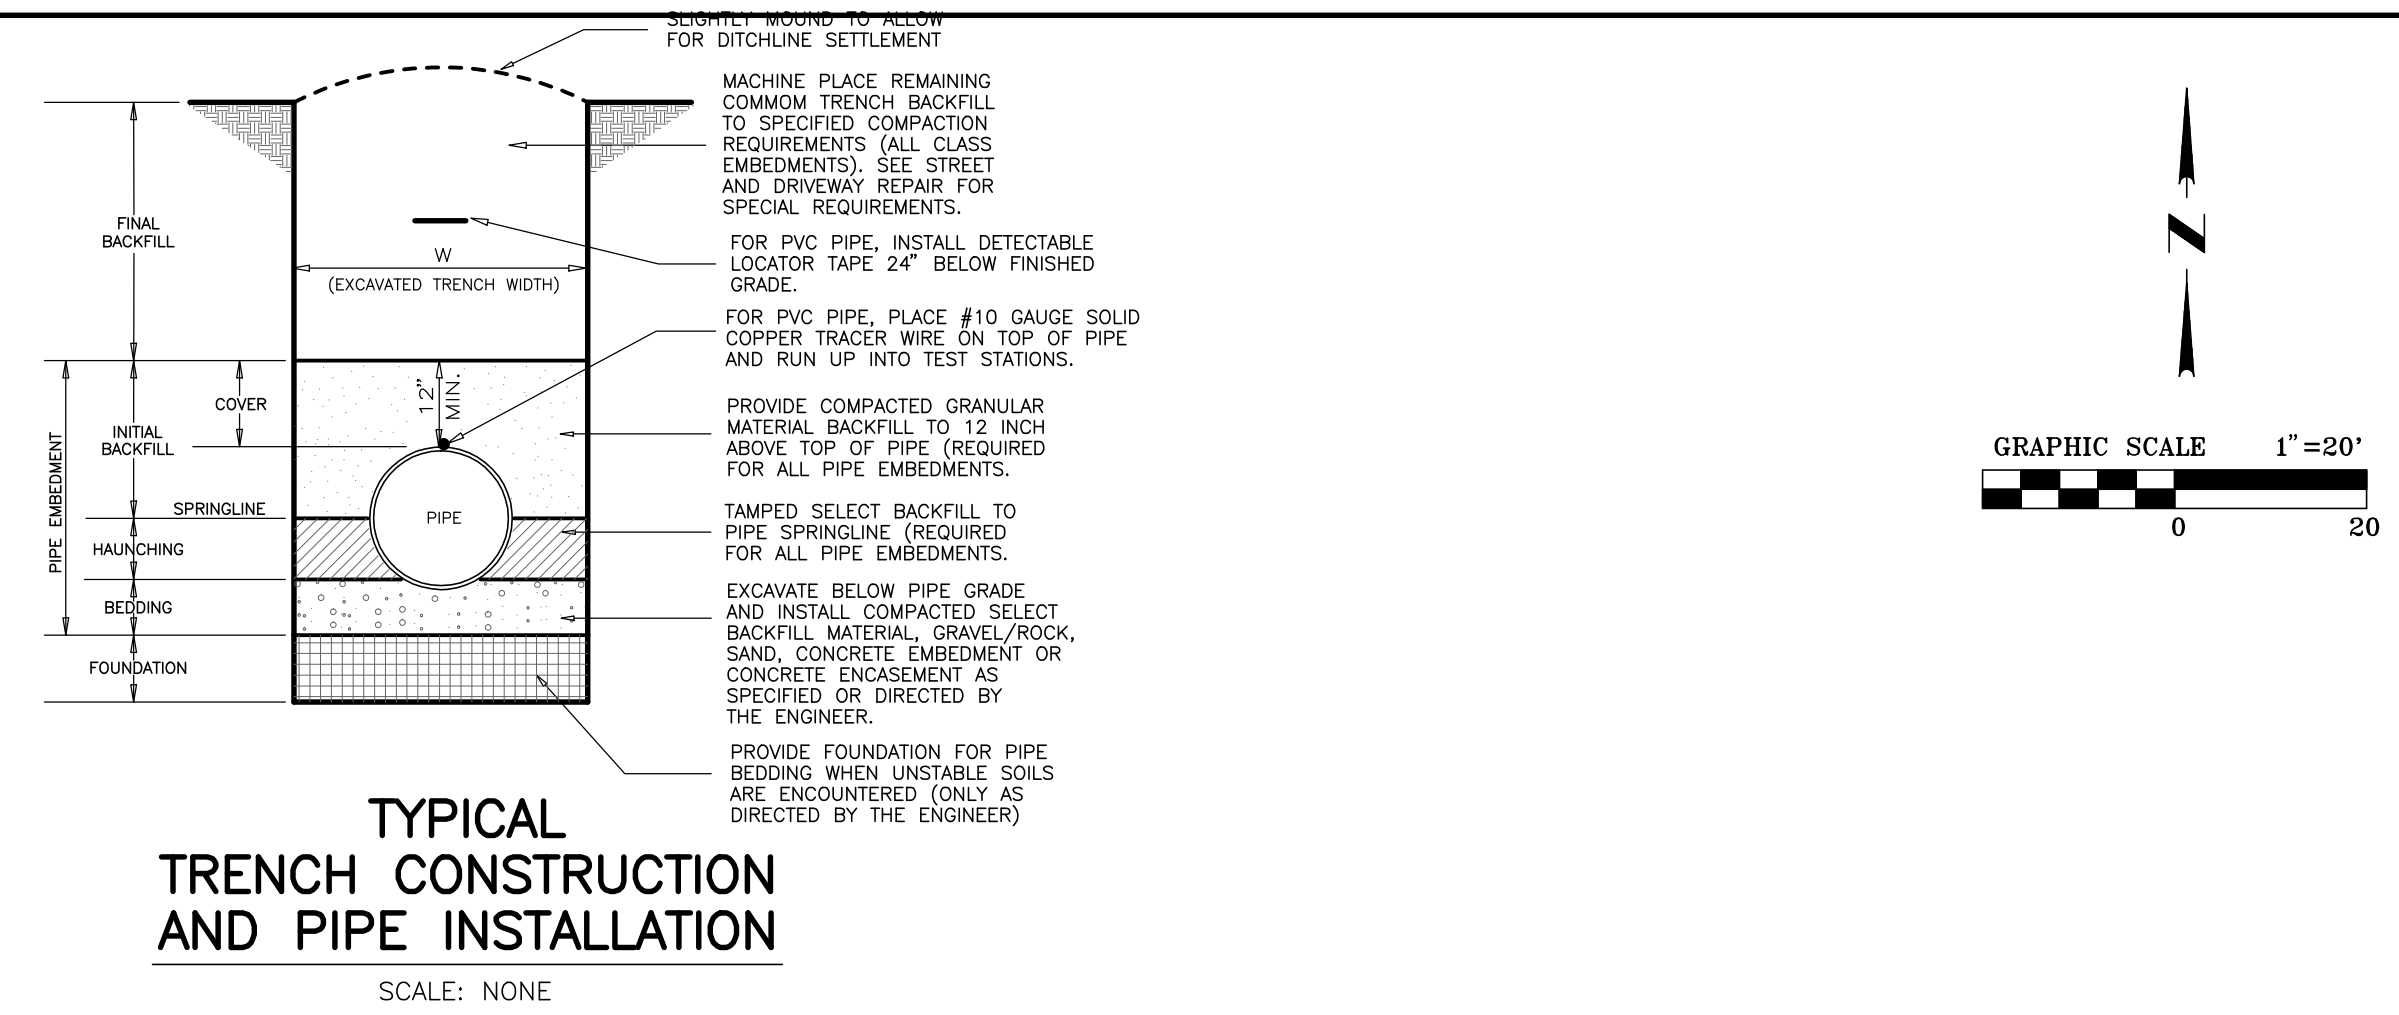 SLIGHTLY MOUND TO ALLOW
FOR DITCHLINE SETTLEMENT
MACHINE PLACE REMAINING
COMMOM TRENCH BACKFILL
TO SPECIFIED COMPACTION
REQUIREMENTS (ALL CLASS
EMBEDMENTS). SEE STREET
AND DRIVEWAY REPAIR FOR
SPECIAL REQUIREMENTS.
FOR PVC PIPE, INSTALL DETECTABLE
LOCATOR TAPE 24" BELOW FINISHED
GRADE.
FOR PVC PIPE, PLACE #10 GAUGE SOLID
COPPER TRACER WIRE ON TOP OF PIPE
AND RUN UP INTO TEST STATIONS.
PROVIDE COMPACTED GRANULAR
MATERIAL BACKFILL TO 12 INCH
ABOVE TOP OF PIPE (REQUIRED
FOR ALL PIPE EMBEDMENTS.
TAMPED SELECT BACKFILL TO
PIPE SPRINGLINE (REQUIRED
FOR ALL PIPE EMBEDMENTS.
EXCAVATE BELOW PIPE GRADE
AND INSTALL COMPACTED SELECT
BACKFILL MATERIAL, GRAVEL/ROCK,
SAND, CONCRETE EMBEDMENT OR
CONCRETE ENCASEMENT AS
SPECIFIED OR DIRECTED BY
THE ENGINEER.
PROVIDE FOUNDATION FOR PIPE
BEDDING WHEN UNSTABLE SOILS
ARE ENCOUNTERED (ONLY AS
DIRECTED BY THE ENGINEER)
FINAL
BACKFILL
W
(EXCAVATED TRENCH WIDTH)
COVER
12"
MIN.
INITIAL
BACKFILL
PIPE EMBEDMENT
SPRINGLINE
PIPE
HAUNCHING
BEDDING
FOUNDATION
TYPICAL
TRENCH CONSTRUCTION
AND PIPE INSTALLATION
SCALE: NONE
N
GRAPHIC SCALE 1"=20'
0 20